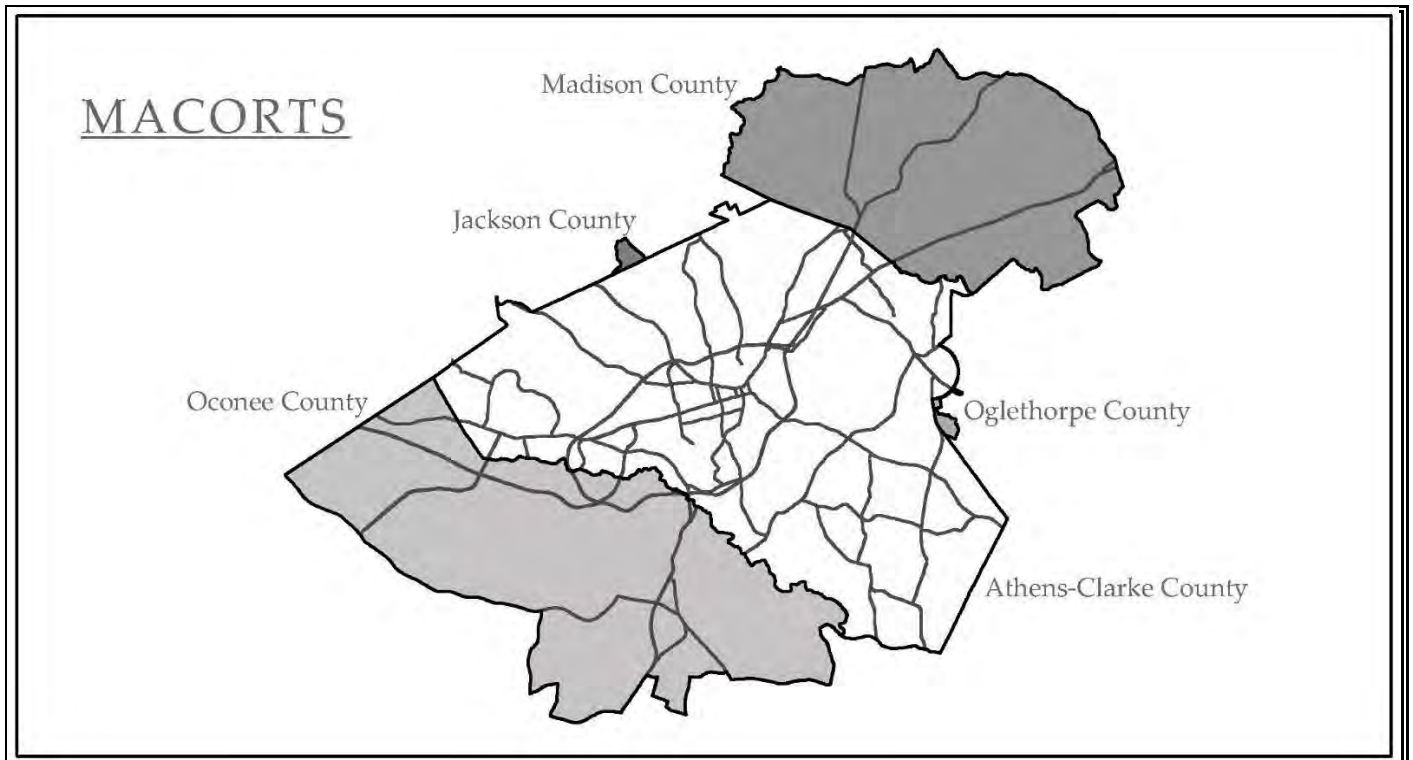 MACORTS
Madison County
Jackson County
Oconee County
Oglethorpe County
Athens-Clarke County